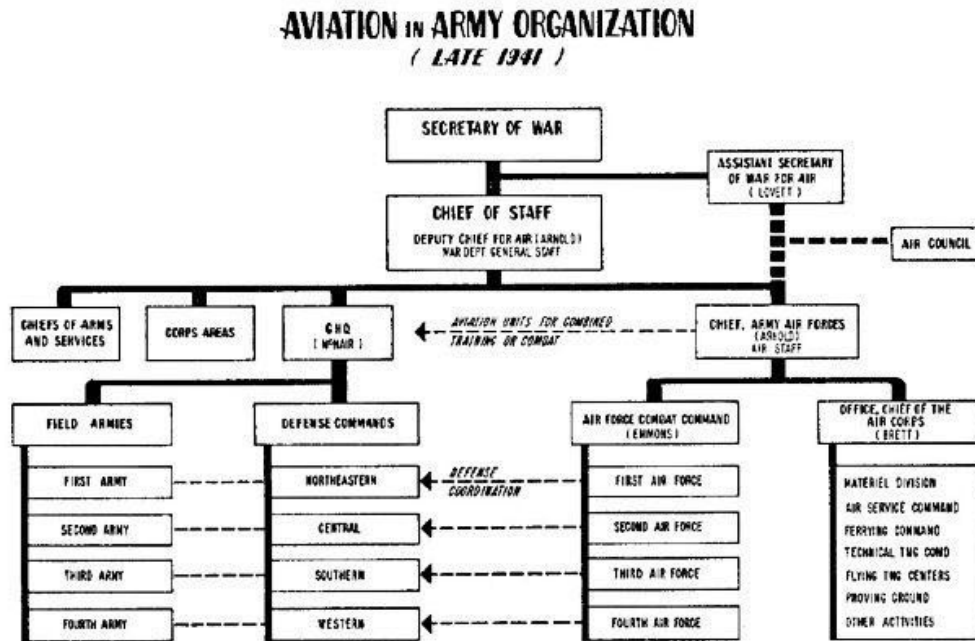 AVIATION IN ARMY ORGANIZATION
( LATE 1941 )
SECRETARY OF WAR
ASSISTANT SECRETARY
OF WAR FOR AIR
( LOVETT )
CHIEF OF STAFF
DEPUTY CHIEF FOR AIR (ARNOLD)
WAR DEPT GENERAL STAFF
AIR COUNCIL
CHIEFS OF ARMS
AND SERVICES
CORPS AREAS
GHQ
( McNAIR )
AVIATION UNITS FOR COMBINED
TRAINING OR COMBAT
CHIEF, ARMY AIR FORCES
(ARNOLD)
AIR STAFF
FIELD ARMIES
DEFENSE COMMANDS
AIR FORCE COMBAT COMMAND
(EMMONS)
OFFICE, CHIEF OF THE
AIR CORPS
(BRETT)
FIRST ARMY
NORTHEASTERN
DEFENSE
COORDINATION
FIRST AIR FORCE
SECOND ARMY
CENTRAL
SECOND AIR FORCE
THIRD ARMY
SOUTHERN
THIRD AIR FORCE
FOURTH ARMY
WESTERN
FOURTH AIR FORCE
MATERIEL DIVISION
AIR SERVICE COMMAND
FERRYING COMMAND
TECHNICAL TNG COMD
FLYING TNG CENTERS
PROVING GROUND
OTHER ACTIVITIES